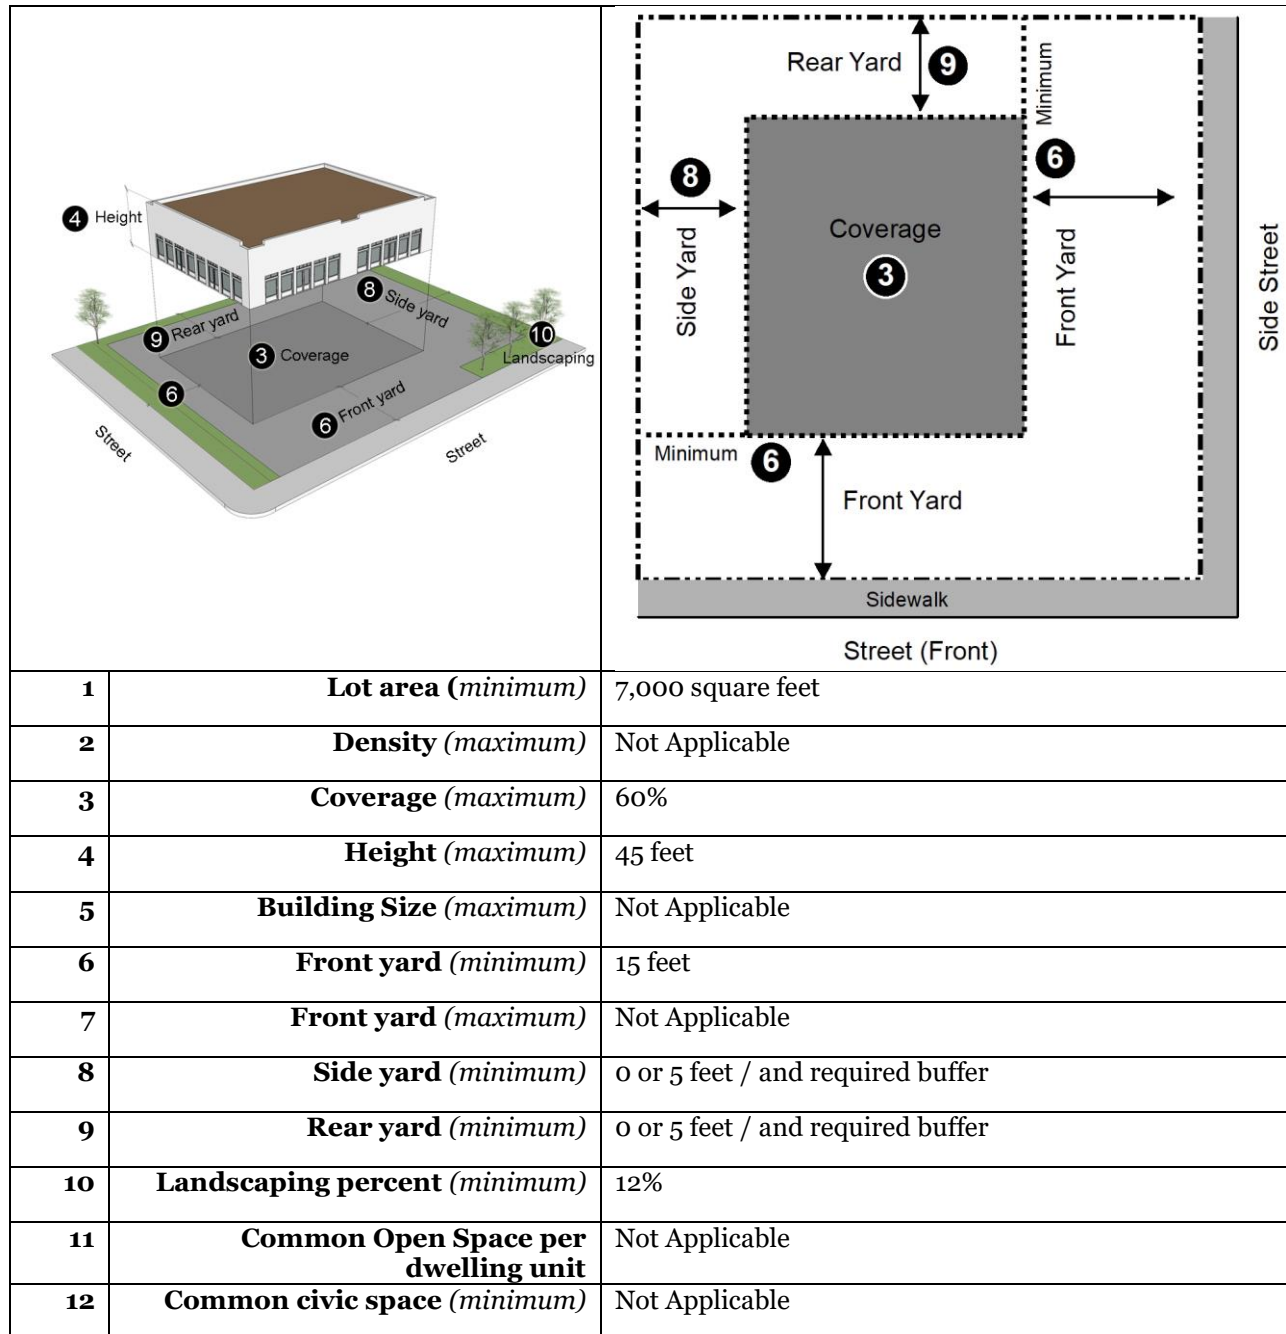 4 Height
8 Side yard
9 Rear yard
10
Landscaping
3 Coverage
6
6 Front yard
Street
Street
Rear Yard 9
Minimum
6
8
Coverage
3
Side Yard
Front Yard
Side Street
Minimum 6
Front Yard
Sidewalk
Street (Front)
1 Lot area (minimum) 7,000 square feet
2 Density (maximum) Not Applicable
3 Coverage (maximum) 60%
4 Height (maximum) 45 feet
5 Building Size (maximum) Not Applicable
6 Front yard (minimum) 15 feet
7 Front yard (maximum) Not Applicable
8 Side yard (minimum) 0 or 5 feet / and required buffer
9 Rear yard (minimum) 0 or 5 feet / and required buffer
10 Landscaping percent (minimum) 12%
11 Common Open Space per Not Applicable
dwelling unit
12 Common civic space (minimum) Not Applicable